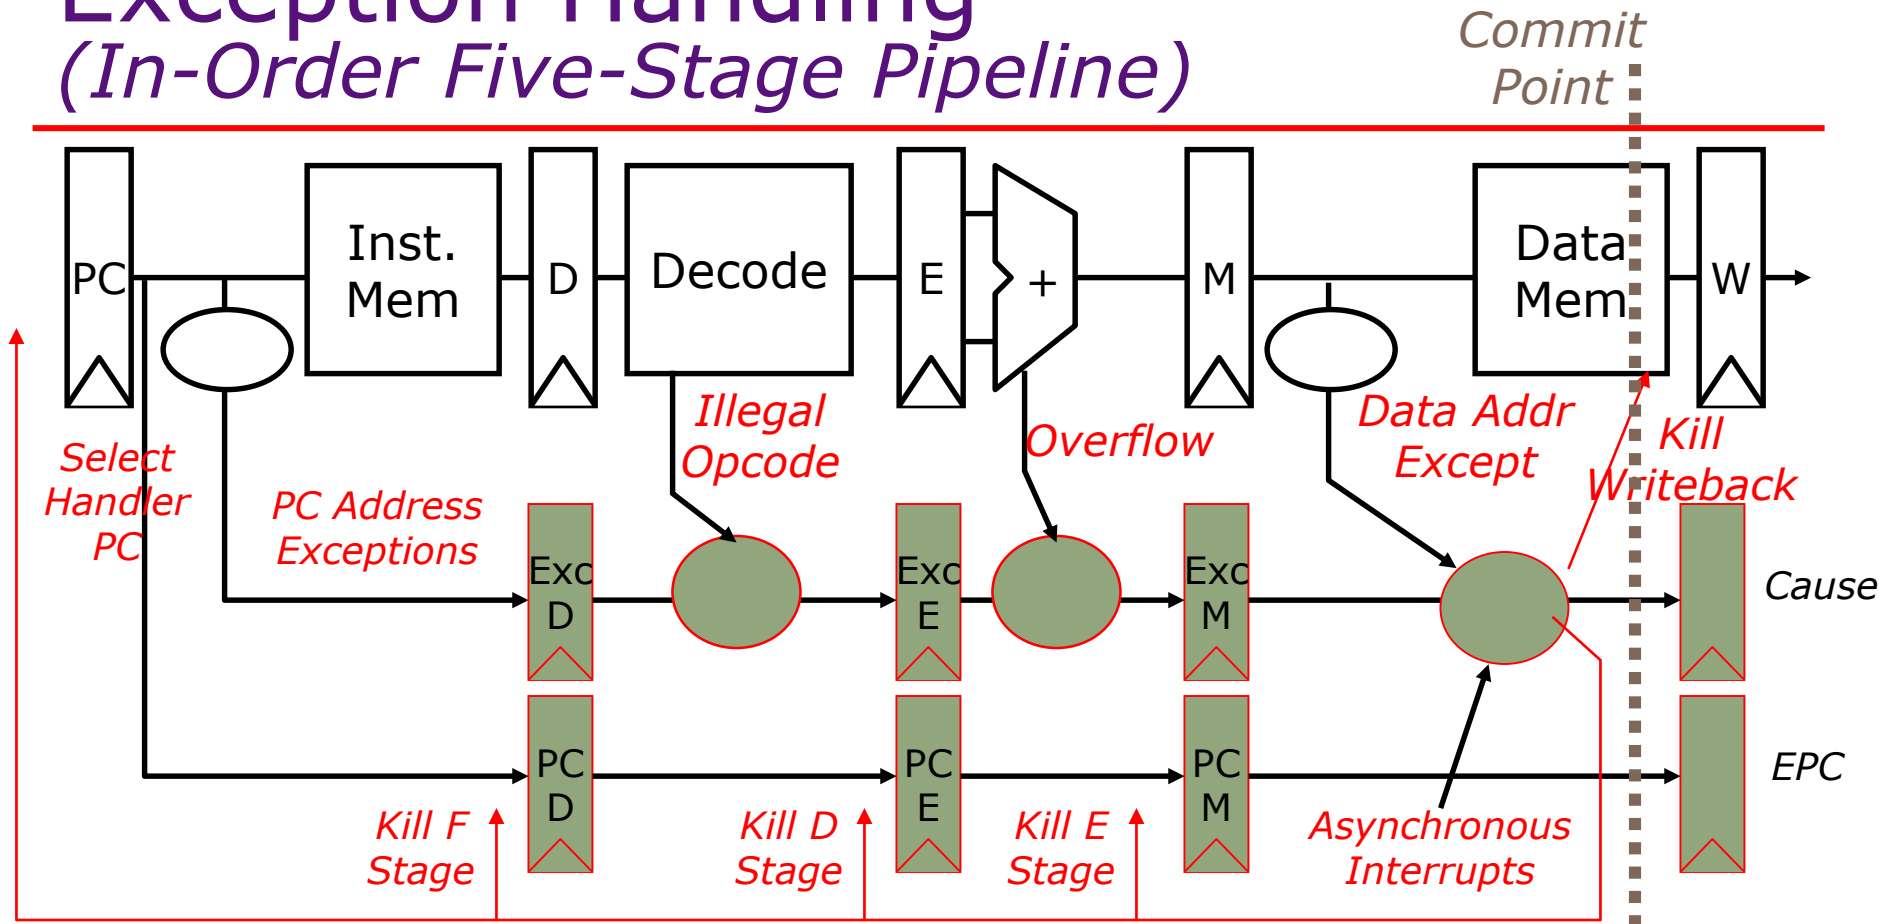 Exception Handling
(In-Order Five-Stage Pipeline)
Commit
Point
PC
Inst.
Mem
D
Decode
E
+
M
Data
Mem
W
Select
Handler
PC
PC Address
Exceptions
Illegal
Opcode
Overflow
Data Addr
Except
Kill
Writeback
Exc
D
Exc
E
Exc
M
Cause
PC
D
PC
E
PC
M
EPC
Kill F
Stage
Kill D
Stage
Kill E
Stage
Asynchronous
Interrupts